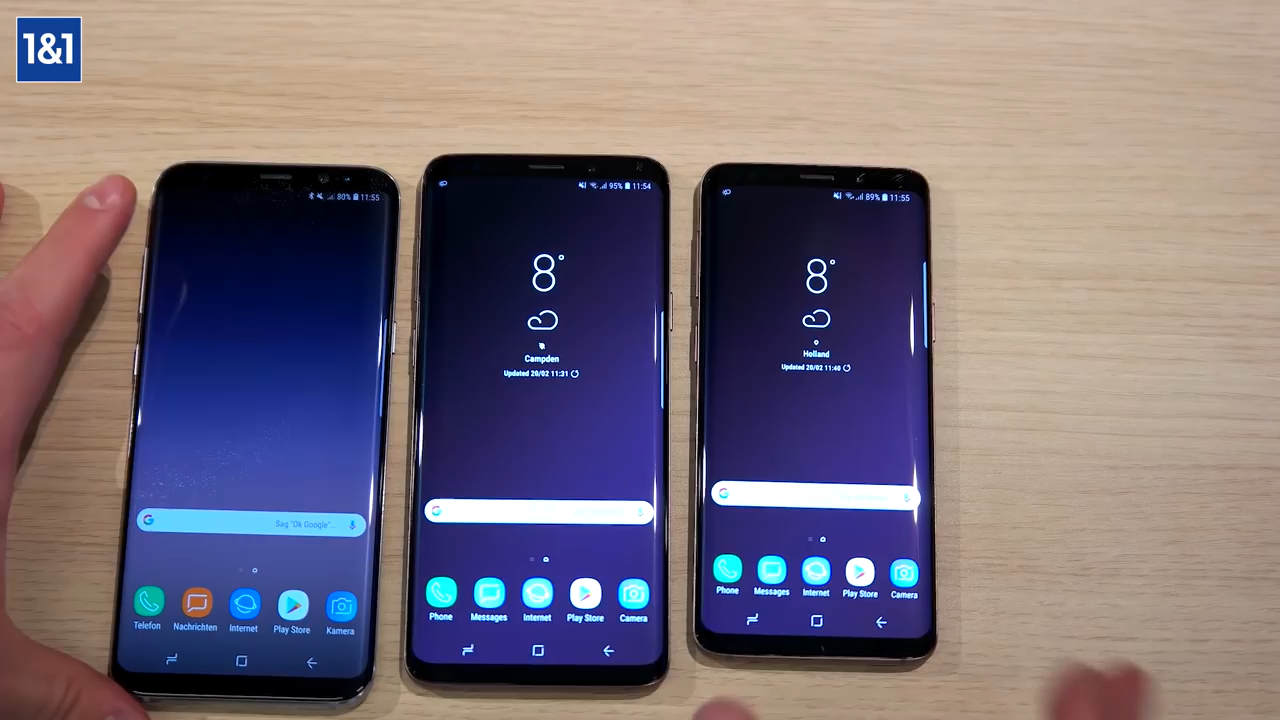 1&1
80% 11:55
Sag "Ok Google"...
Telefon
Nachrichten
Internet
Play Store
Kamera
95% 11:54
8°
Campden
Updated 20/02 11:31
Phone
Messages
Internet
Play Store
Camera
89% 11:55
8°
Holland
Updated 20/02 11:40
Phone
Messages
Internet
Play Store
Camera